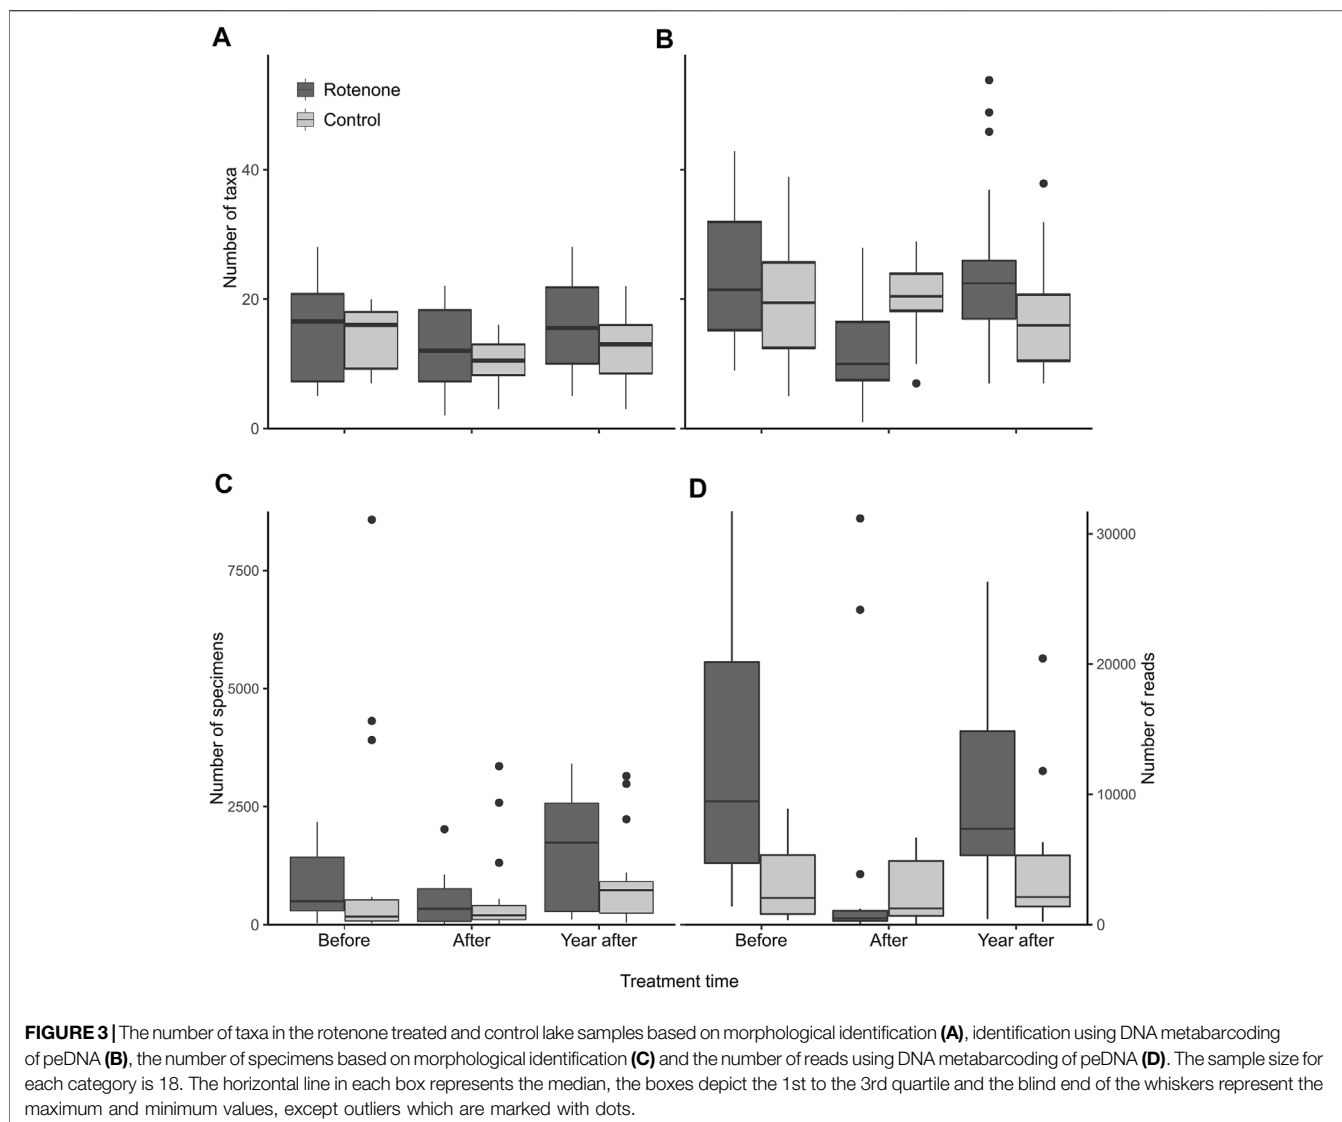 A
B
Rotenone
Control
Number of taxa
40
20
0
C
D
Number of specimens
7500
5000
2500
0
30000
20000
10000
0
Number of reads
Before
After
Year after
Before
After
Year after
Treatment time
FIGURE 3 | The number of taxa in the rotenone treated and control lake samples based on morphological identification (A), identification using DNA metabarcoding
of peDNA (B), the number of specimens based on morphological identification (C) and the number of reads using DNA metabarcoding of peDNA (D). The sample size for
each category is 18. The horizontal line in each box represents the median, the boxes depict the 1st to the 3rd quartile and the blind end of the whiskers represent the
maximum and minimum values, except outliers which are marked with dots.